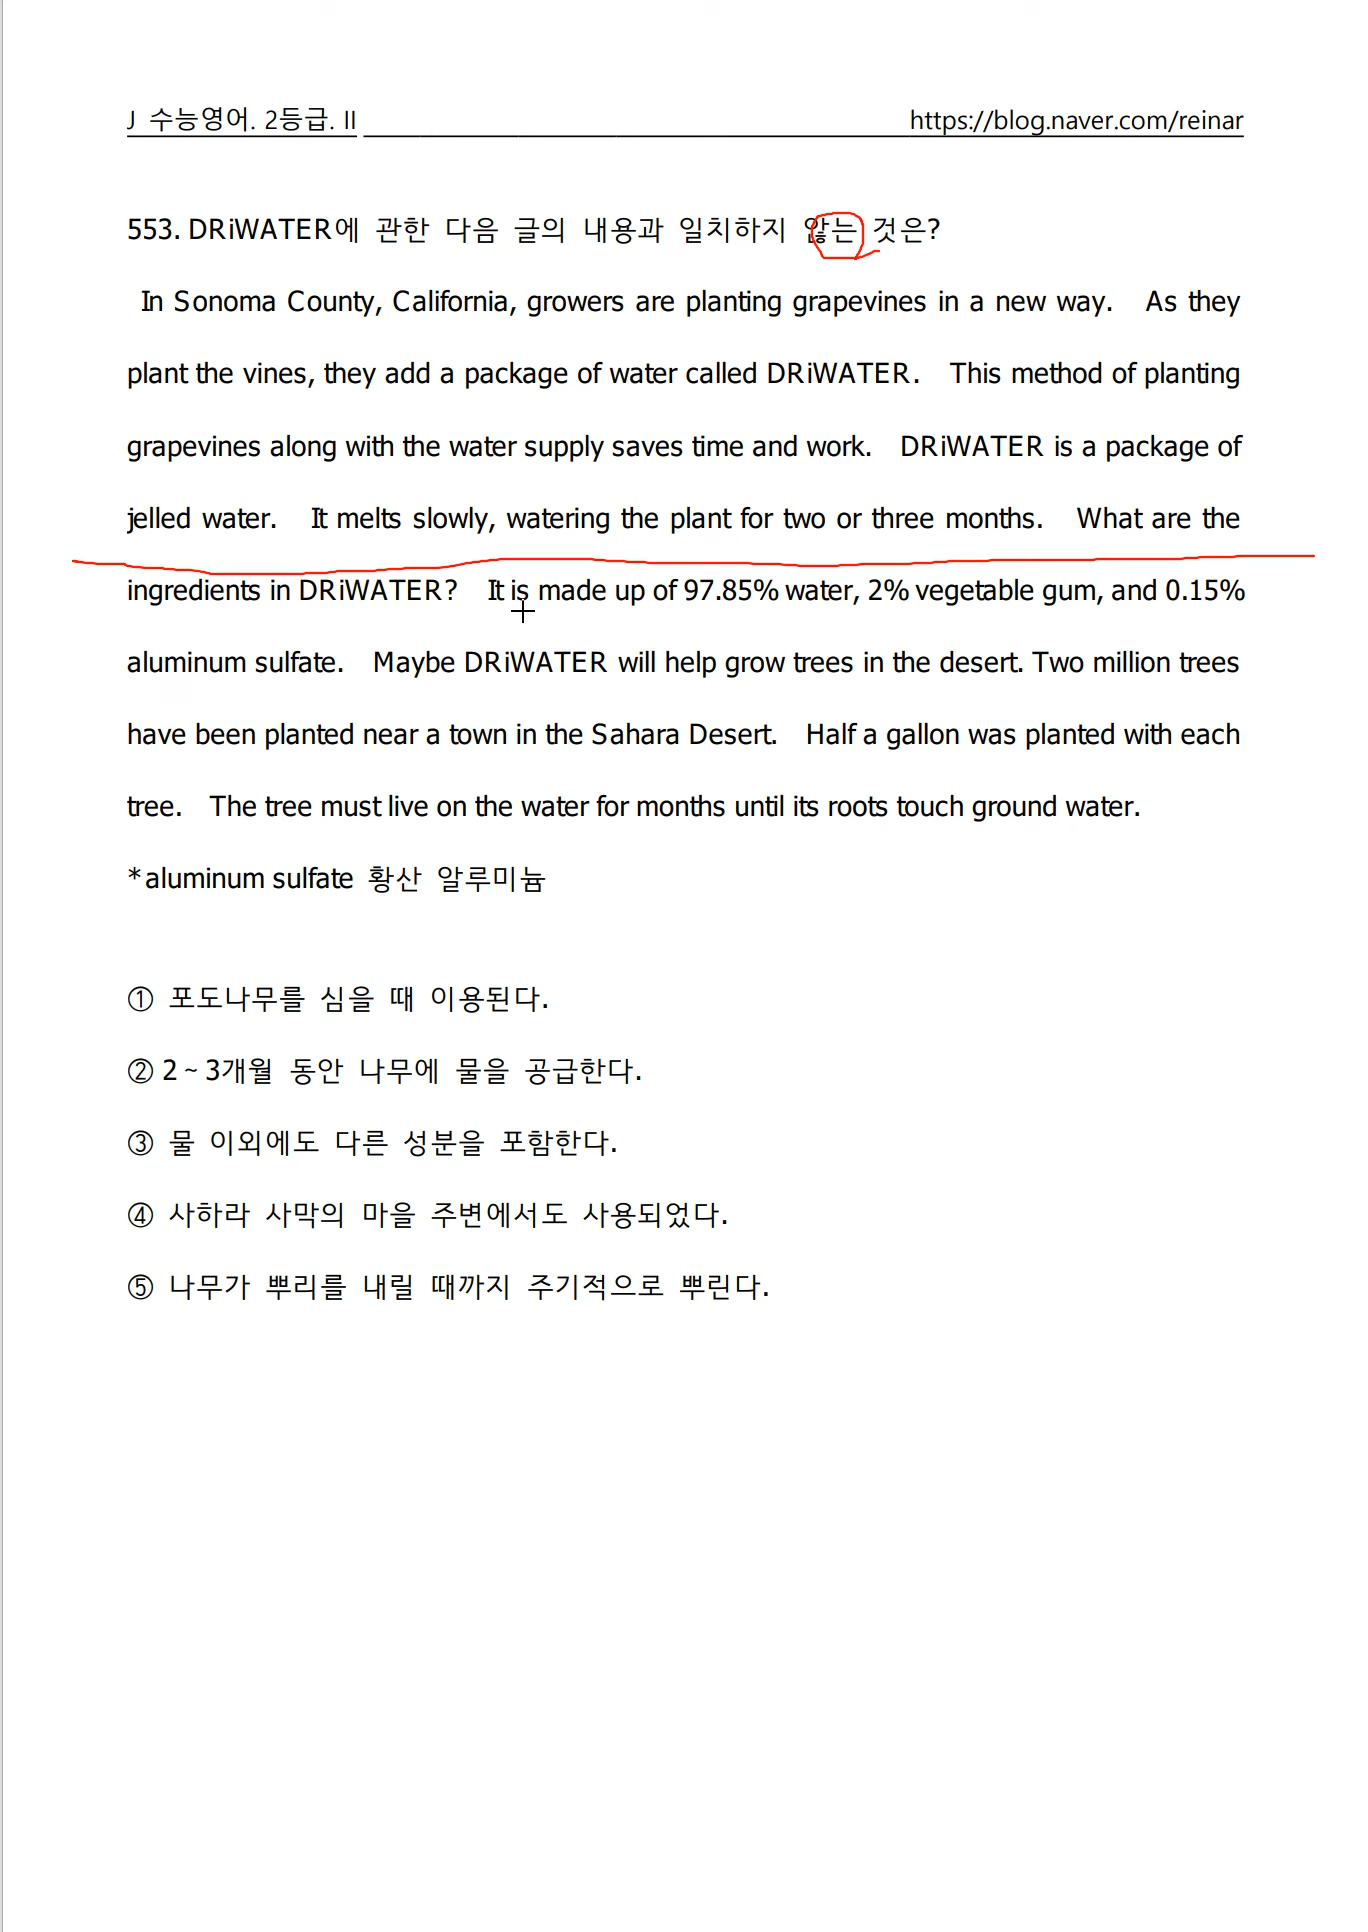 J 수능영어. 2등급. II https://blog.naver.com/reinar
553. DRiWATER에 관한 다음 글의 내용과 일치하지 않는 것은?
In Sonoma County, California, growers are planting grapevines in a new way. As they
plant the vines, they add a package of water called DRiWATER. This method of planting
grapevines along with the water supply saves time and work. DRiWATER is a package of
jelled water. It melts slowly, watering the plant for two or three months. What are the
ingredients in DRiWATER? It is made up of 97.85% water, 2% vegetable gum, and 0.15%
aluminum sulfate. Maybe DRiWATER will help grow trees in the desert. Two million trees
have been planted near a town in the Sahara Desert. Half a gallon was planted with each
tree. The tree must live on the water for months until its roots touch ground water.
*aluminum sulfate 황산 알루미늄
① 포도나무를 심을 때 이용된다.
② 2~3개월 동안 나무에 물을 공급한다.
③ 물 이외에도 다른 성분을 포함한다.
④ 사하라 사막의 마을 주변에서도 사용되었다.
⑤ 나무가 뿌리를 내릴 때까지 주기적으로 뿌린다.